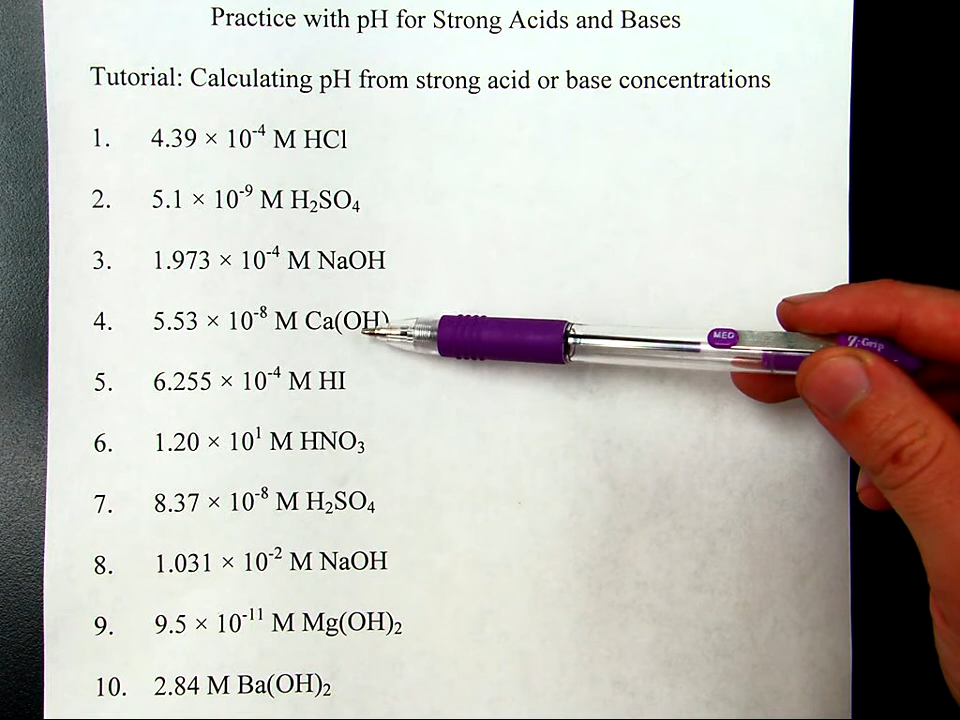 Practice with pH for Strong Acids and Bases
Tutorial: Calculating pH from strong acid or base concentrations
1. 4.39 × 10⁻⁴ M HCl
2. 5.1 × 10⁻⁹ M H₂SO₄
3. 1.973 × 10⁻⁴ M NaOH
4. 5.53 × 10⁻⁸ M Ca(OH)
MED
Z-Grip
5. 6.255 × 10⁻⁴ M HI
6. 1.20 × 10¹ M HNO₃
7. 8.37 × 10⁻⁸ M H₂SO₄
8. 1.031 × 10⁻² M NaOH
9. 9.5 × 10⁻¹¹ M Mg(OH)₂
10. 2.84 M Ba(OH)₂